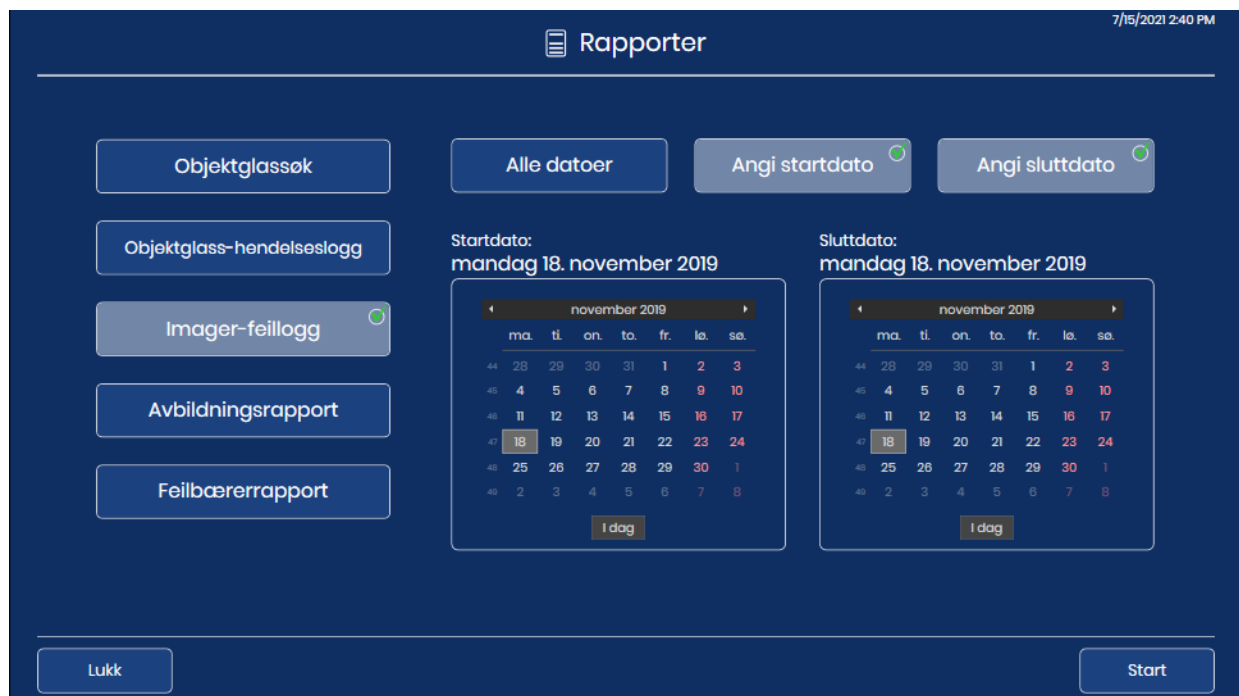 7/15/2021 2:40 PM
Rapporter
Objektglassøk
Objektglass-hendelseslogg
Imager-feillogg
Avbildningsrapport
Feilbærerrapport
Alle datoer
Angi startdato
Angi sluttdato
Startdato:
mandag 18. november 2019
november 2019
ma. ti. on. to. fr. lø. sø.
44 28 29 30 31 1 2 3
45 4 5 6 7 8 9 10
46 11 12 13 14 15 16 17
47 18 19 20 21 22 23 24
48 25 26 27 28 29 30 1
49 2 3 4 5 6 7 8
I dag
Sluttdato:
mandag 18. november 2019
november 2019
ma. ti. on. to. fr. lø. sø.
44 28 29 30 31 1 2 3
45 4 5 6 7 8 9 10
46 11 12 13 14 15 16 17
47 18 19 20 21 22 23 24
48 25 26 27 28 29 30 1
49 2 3 4 5 6 7 8
I dag
Lukk
Start